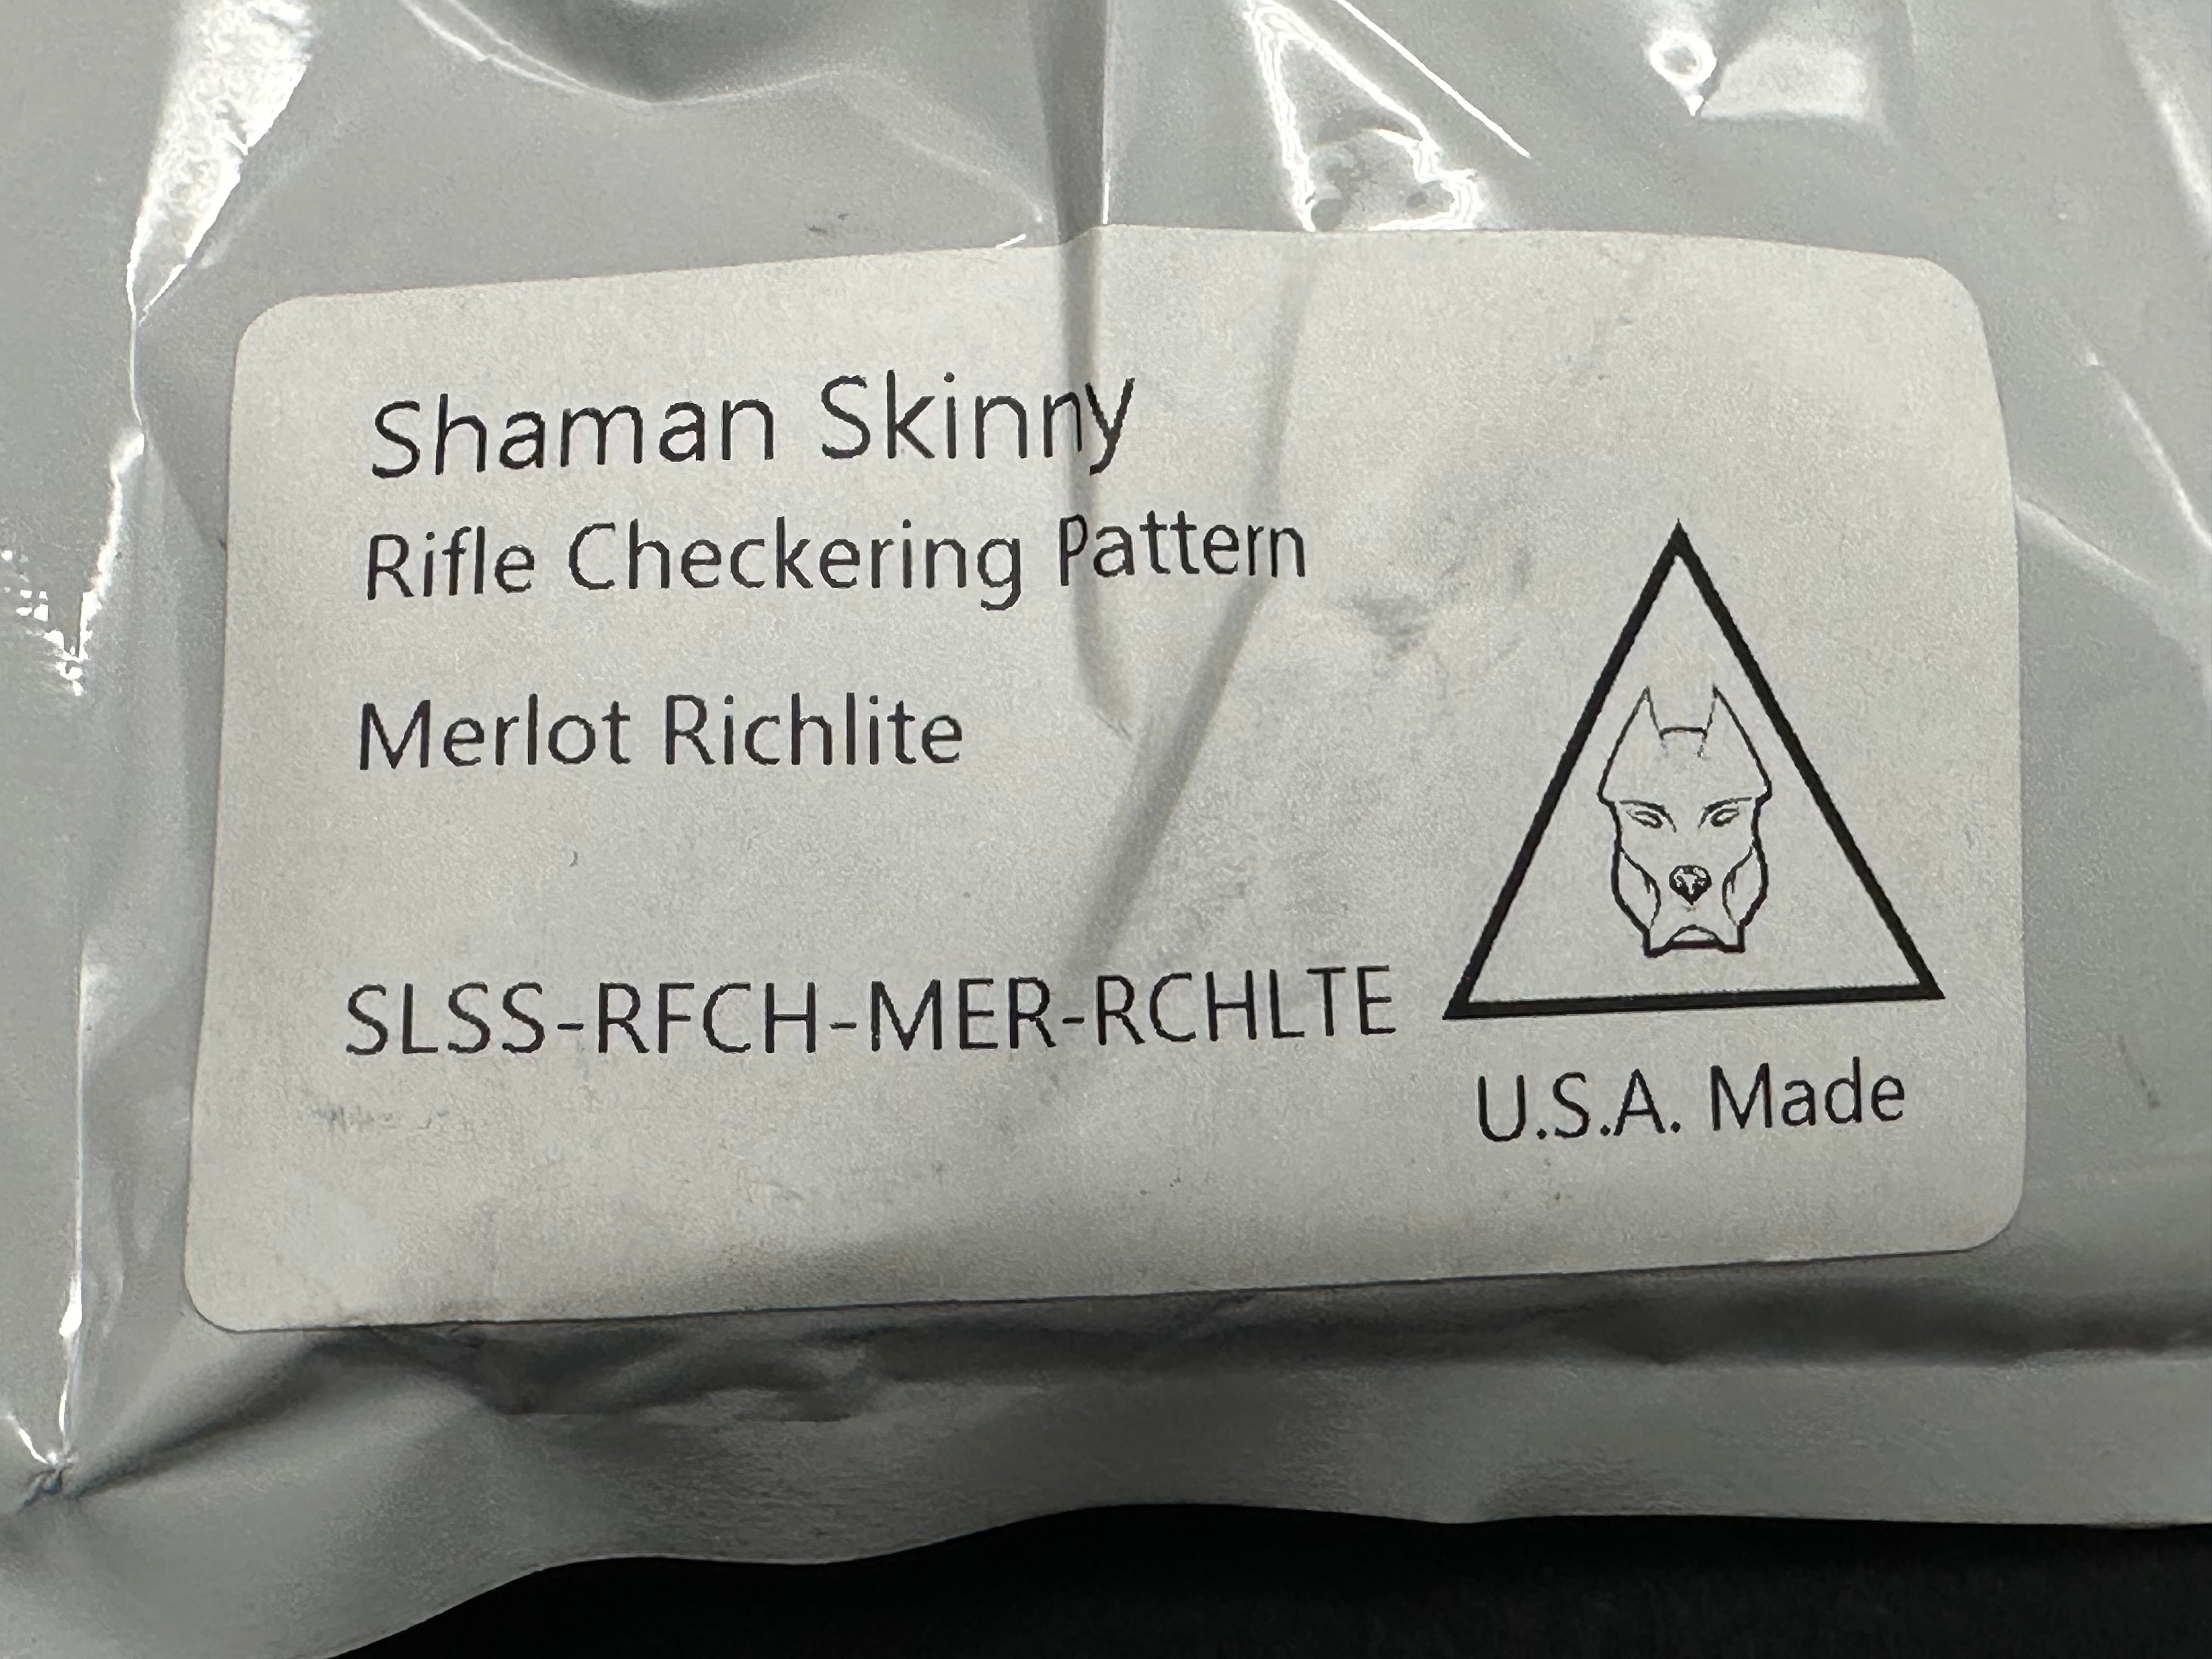 Shaman Skinny
Rifle Checkering Pattern
Merlot Richlite
SLSS-RFCH-MER-RCHLTE
U.S.A. Made